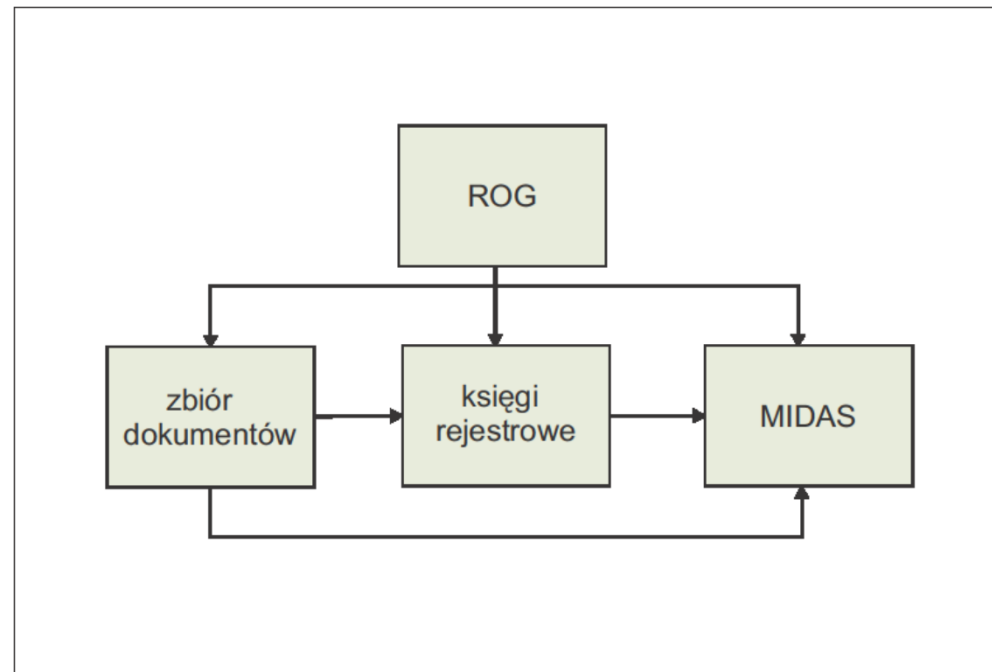 ROG
zbiór
dokumentów
księgi
rejestrowe
MIDAS